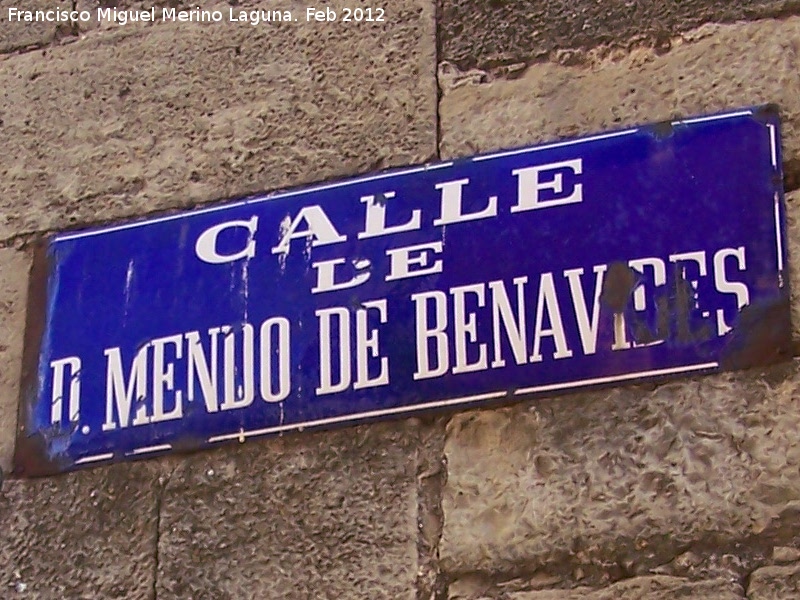 Francisco Miguel Merino Laguna. Feb 2012
CALLE
DE
D. MENDO DE BENAVIDES